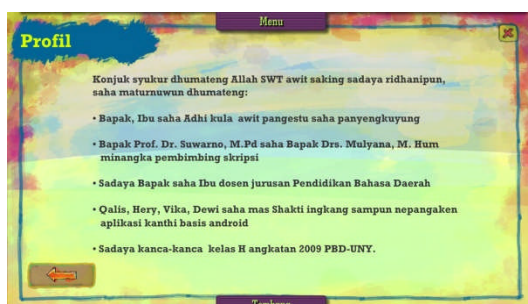 Menu
Profil
Konjuk syukur dhumateng Allah SWT awit saking sadaya ridhanipun,
saha maturnuwun dhumateng:
• Bapak, Ibu saha Adhi kula awit pangestu saha panyengkuyung
• Bapak Prof. Dr. Suwarno, M.Pd saha Bapak Drs. Mulyana, M. Hum
minangka pembimbing skripsi
• Sadaya Bapak saha Ibu dosen jurusan Pendidikan Bahasa Daerah
• Qalis, Hery, Vika, Dewi saha mas Shakti ingkang sampun nepangaken
aplikasi kanthi basis android
• Sadaya kanca-kanca kelas H angkatan 2009 PBD-UNY.
Tembang